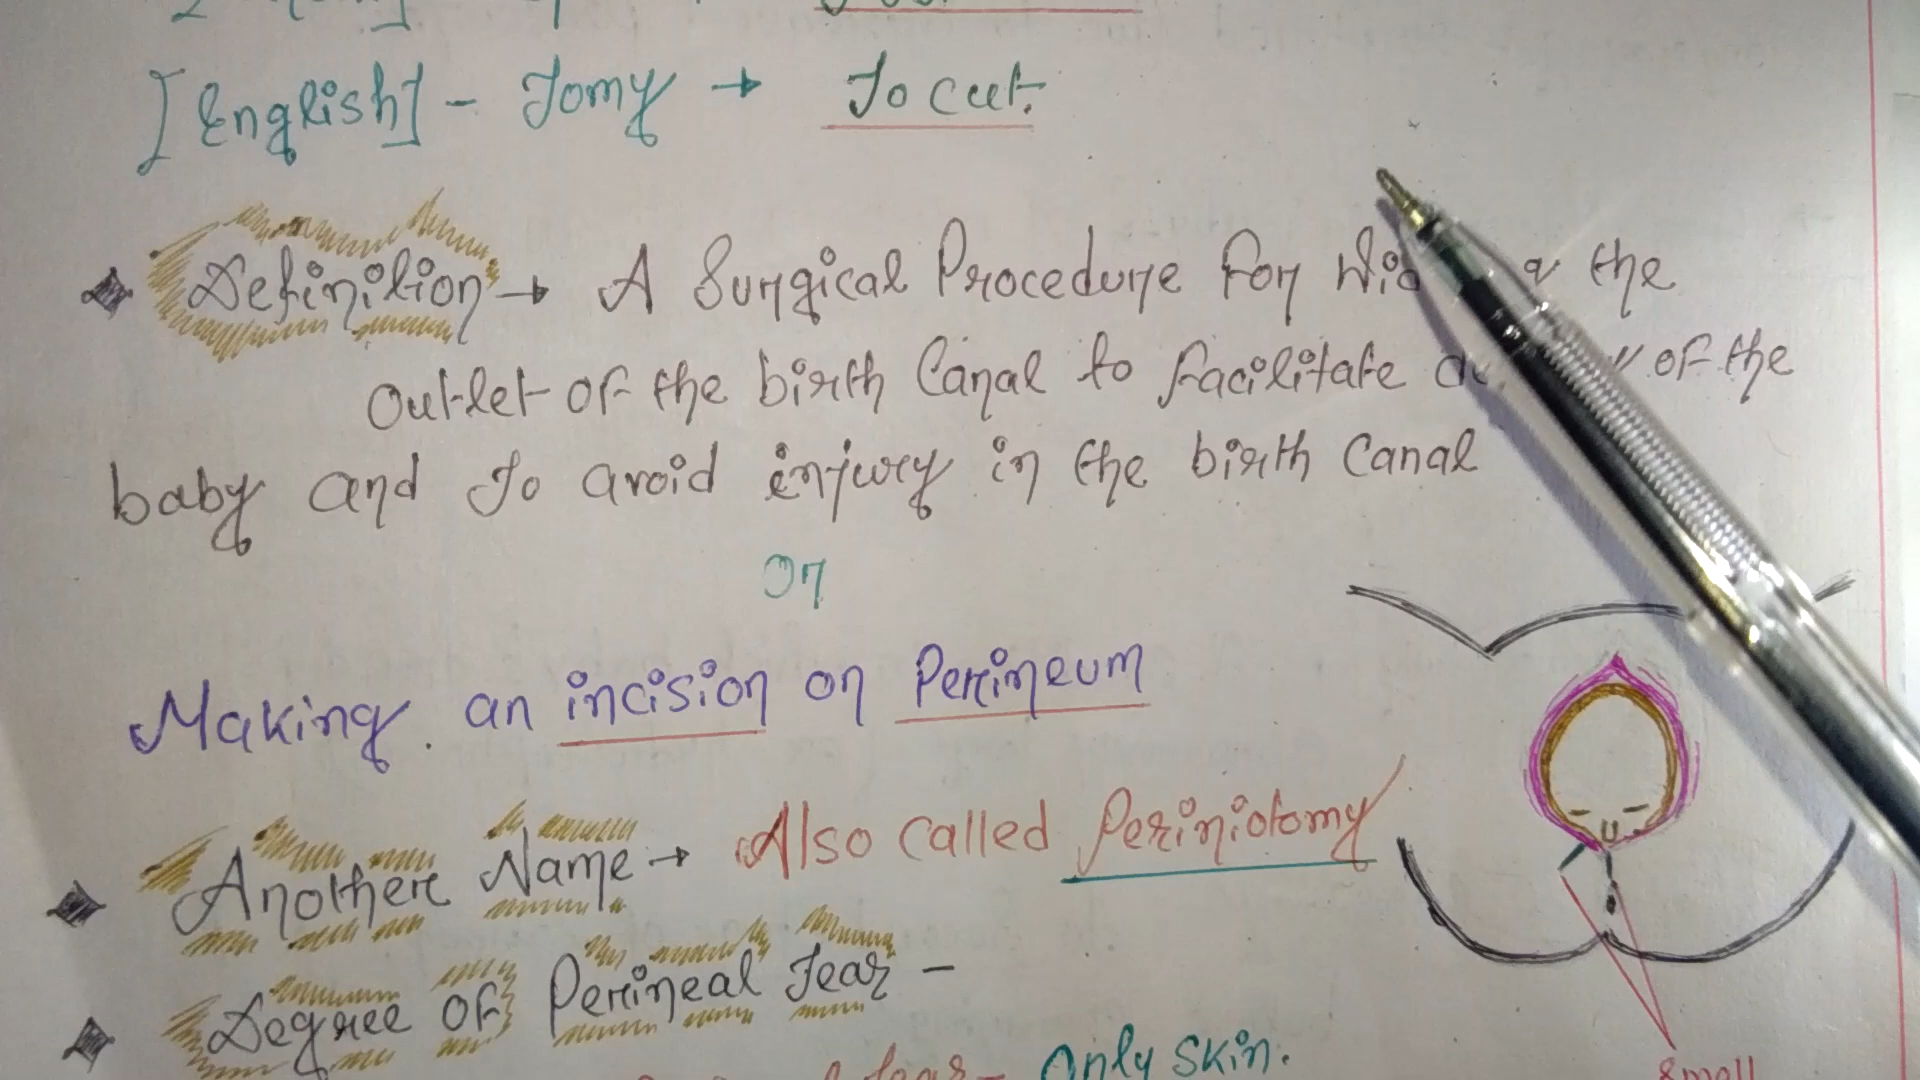 [English] - Tomy → To cut.
Definition → A Surgical Procedure For the
outlet of the birth Canal to facilitate of the
baby and To avoid injury in the birth Canal
or
Making an incision on Perineum
Another Name → Also called Periniotomy
Degree OF Perineal Tear -
Only Skin.
Small